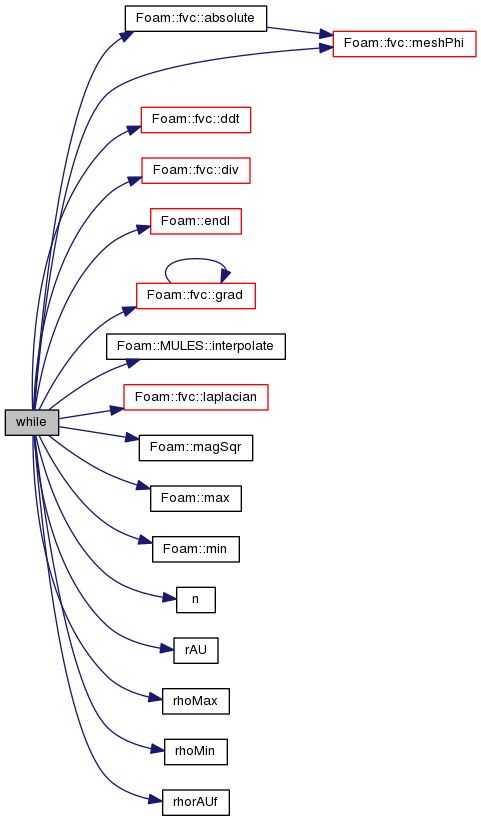 Foam::fvc::absolute
Foam::fvc::meshPhi
Foam::fvc::ddt
Foam::fvc::div
Foam::endl
Foam::fvc::grad
Foam::MULES::interpolate
Foam::fvc::laplacian
while
Foam::magSqr
Foam::max
Foam::min
n
rAU
rhoMax
rhoMin
rhorAUf